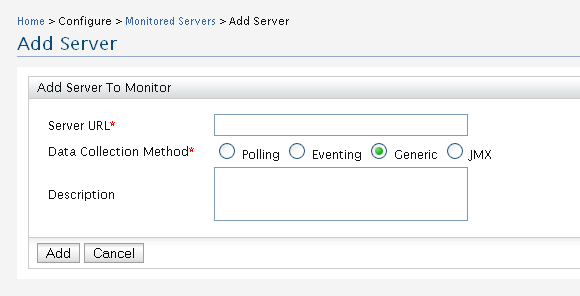 Home > Configure > Monitored Servers > Add Server
Add Server
Add Server To Monitor
Server URL*
Data Collection Method* Polling Eventing Generic JMX
Description
Add Cancel